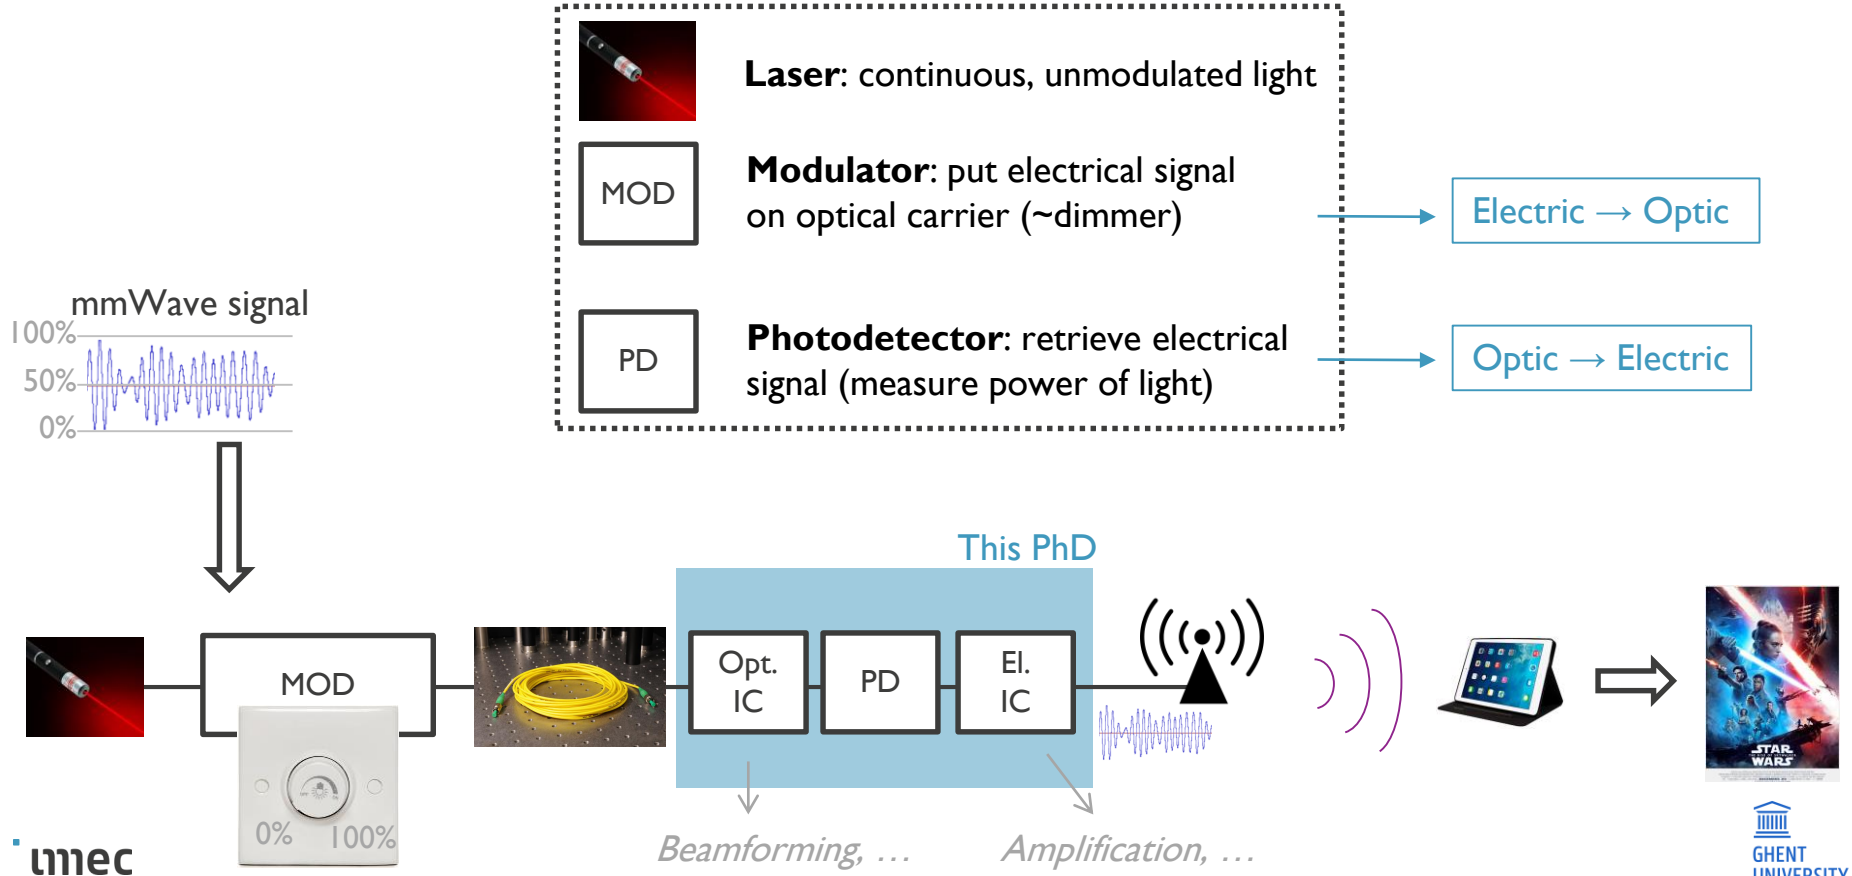 Laser: continuous, unmodulated light
MOD
Modulator: put electrical signal
on optical carrier (~dimmer)
Electric → Optic
PD
Photodetector: retrieve electrical
signal (measure power of light)
Optic → Electric
mmWave signal
100%
50%
0%
This PhD
MOD
Opt.
IC
PD
El.
IC
0% 100%
Beamforming, …
Amplification, …
STAR
WARS
imec
GHENT
UNIVERSITY